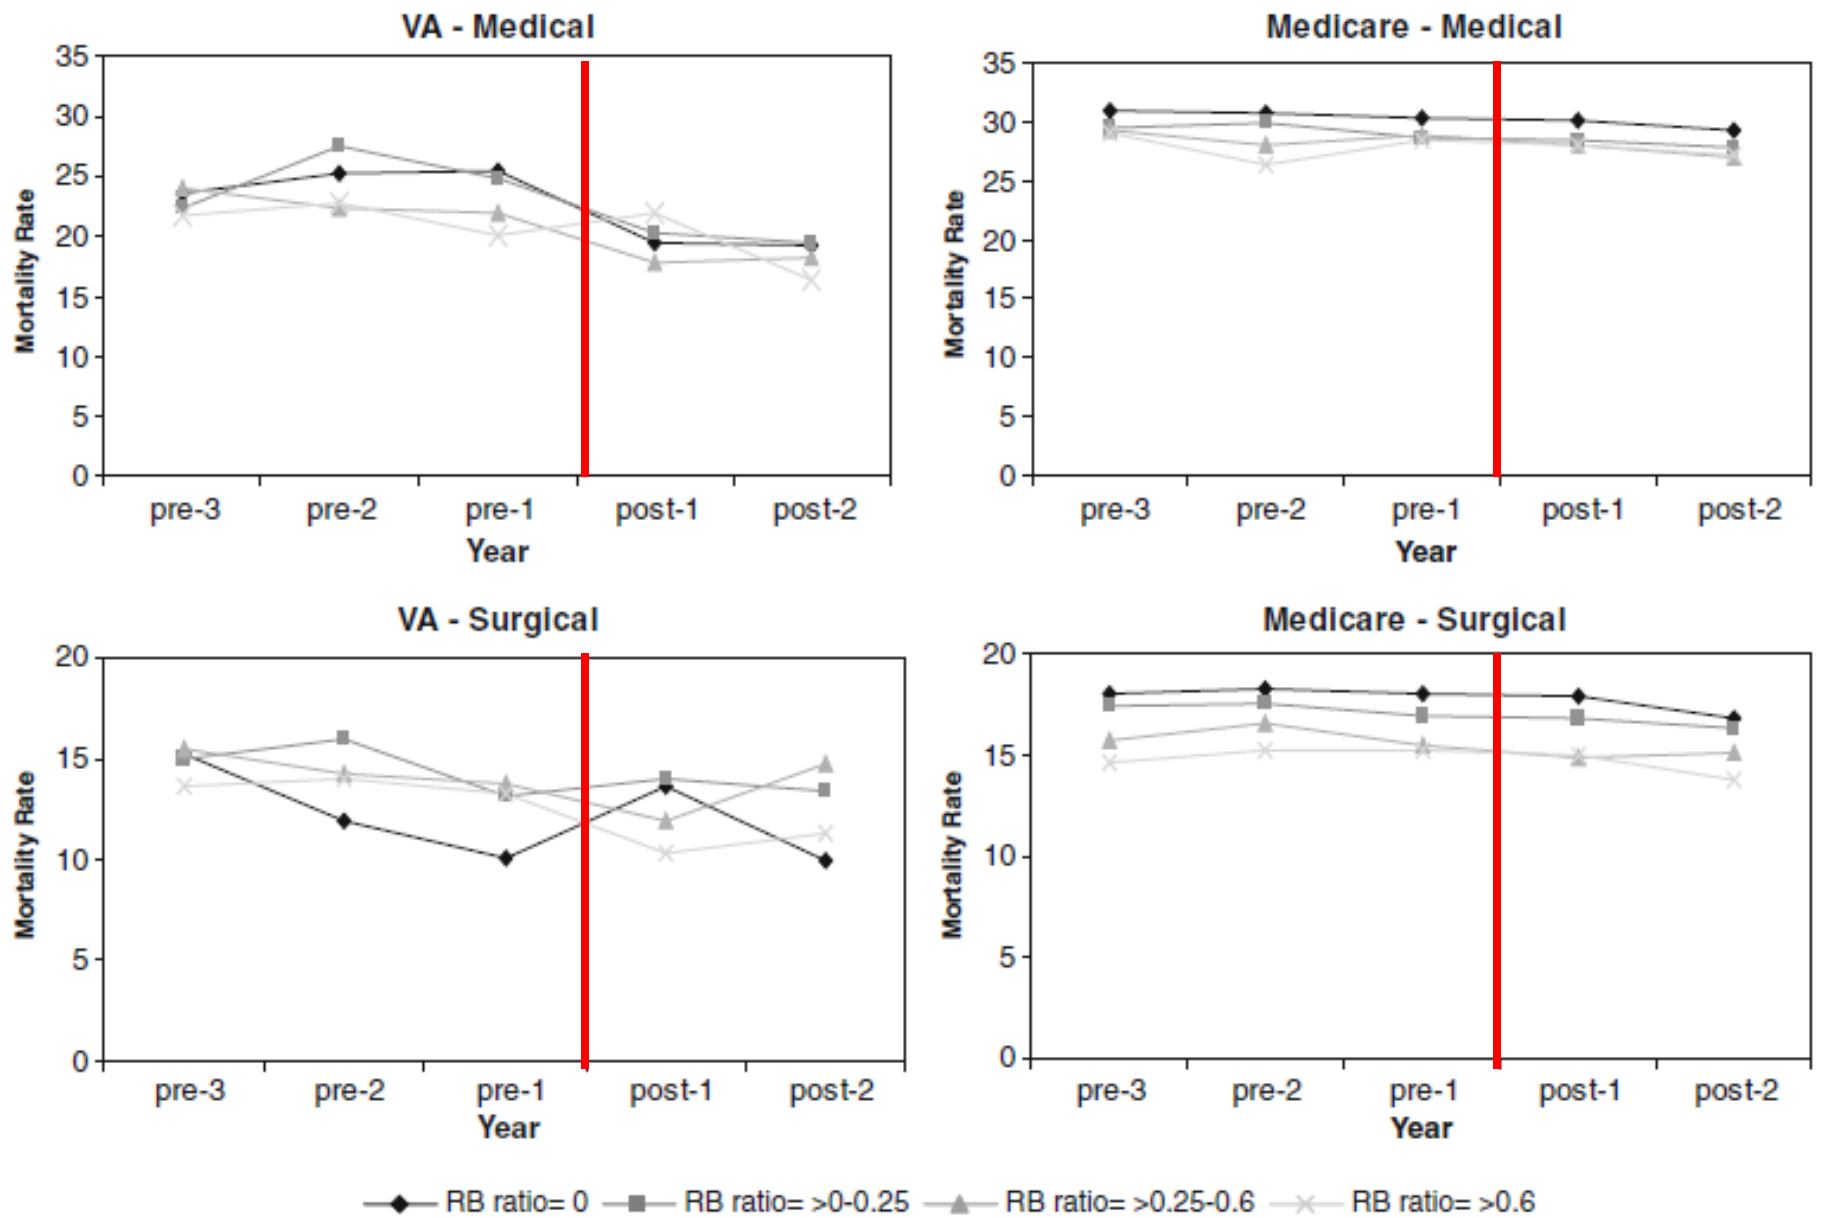 VA - Medical
35
30
25
20
15
10
5
0
Mortality Rate
pre-3 pre-2 pre-1 post-1 post-2
Year
Medicare - Medical
35
30
25
20
15
10
5
0
Mortality Rate
pre-3 pre-2 pre-1 post-1 post-2
Year
VA - Surgical
20
15
10
5
0
Mortality Rate
pre-3 pre-2 pre-1 post-1 post-2
Year
Medicare - Surgical
20
15
10
5
0
Mortality Rate
pre-3 pre-2 pre-1 post-1 post-2
Year
RB ratio= 0 RB ratio= >0-0.25 RB ratio= >0.25-0.6 RB ratio= >0.6